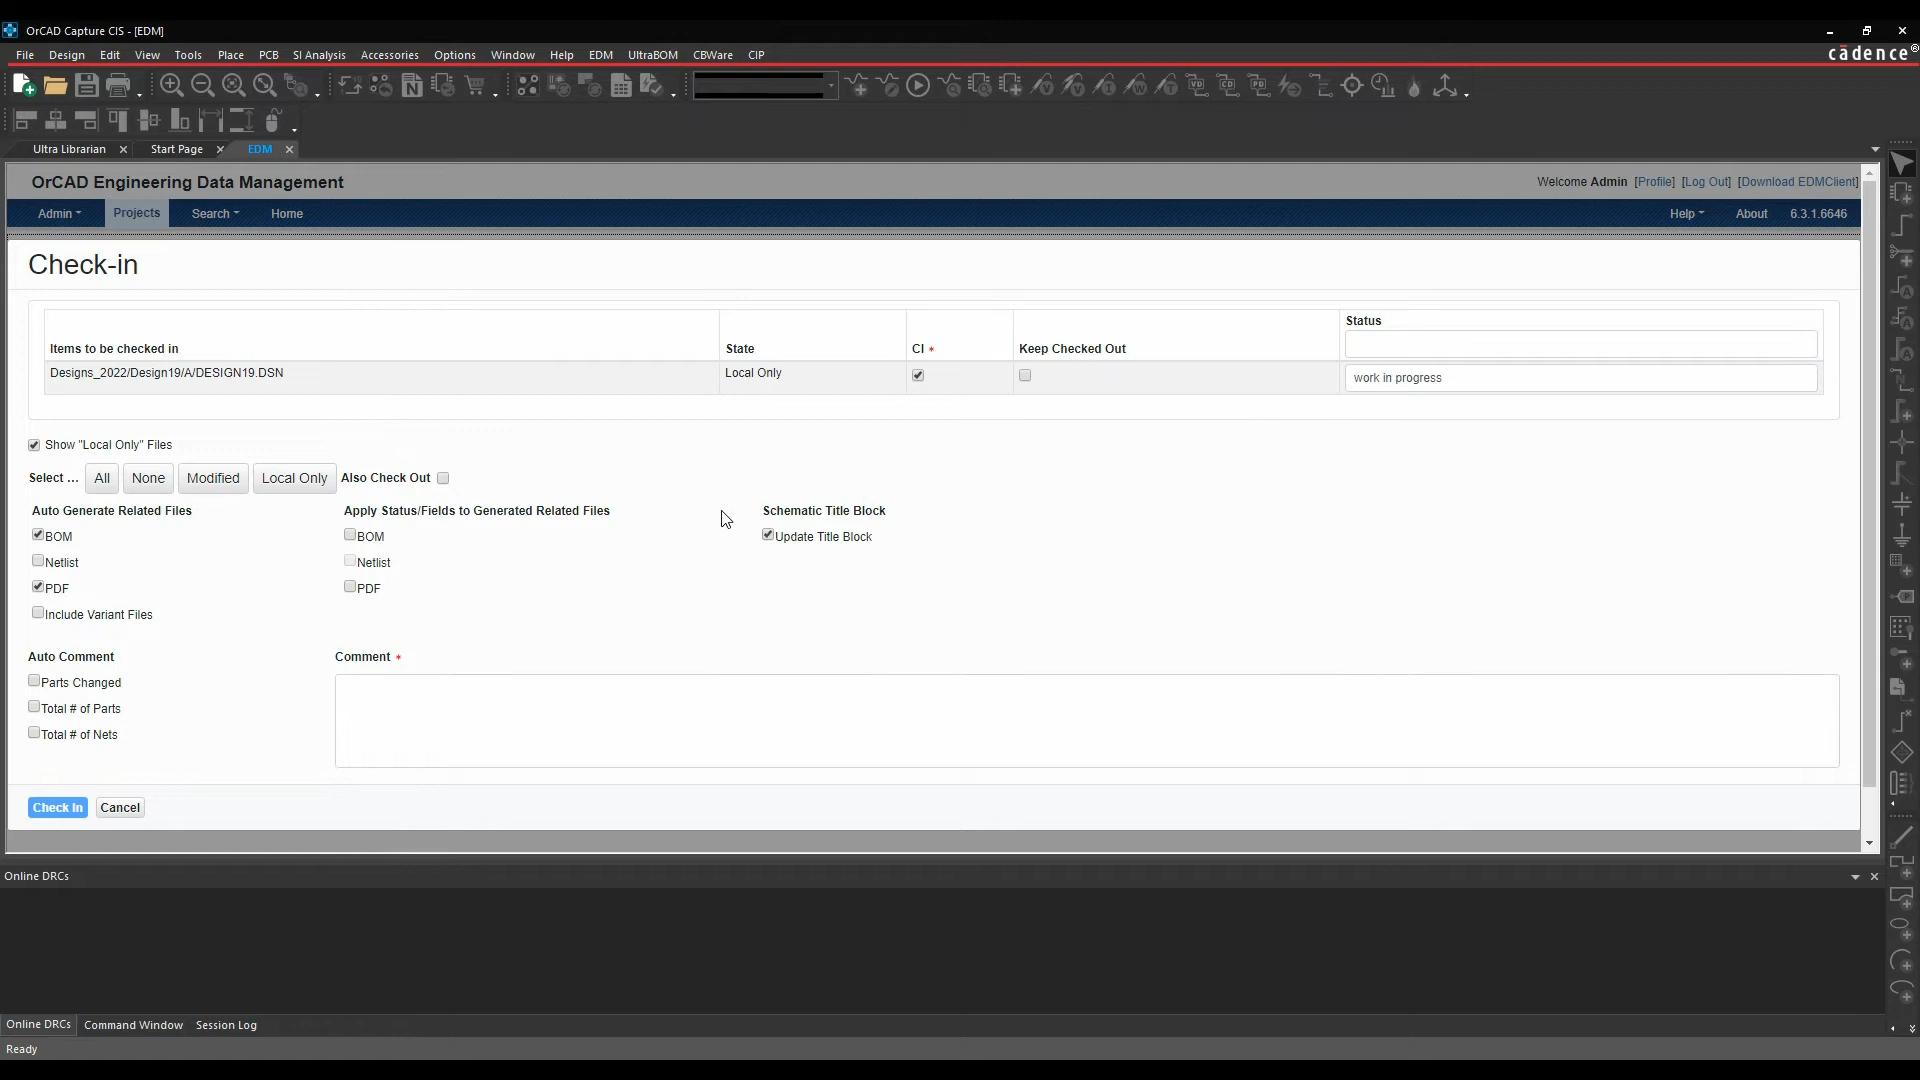 OrCAD Capture CIS - [EDM]
File Design Edit View Tools Place PCB SI Analysis Accessories Options Window Help EDM UltraBOM CBWare CIP
cādence®
Ultra Librarian Start Page EDM
OrCAD Engineering Data Management
Welcome Admin [Profile] [Log Out] [Download EDMClient]
Admin Projects Search Home Help About 6.3.1.6646
Check-in
Status
Items to be checked in State CI * Keep Checked Out
Designs_2022/Design19/A/DESIGN19.DSN Local Only work in progress
Show "Local Only" Files
Select ... All None Modified Local Only Also Check Out
Auto Generate Related Files Apply Status/Fields to Generated Related Files Schematic Title Block
BOM BOM Update Title Block
Netlist Netlist
PDF PDF
Include Variant Files
Auto Comment Comment *
Parts Changed
Total # of Parts
Total # of Nets
Check In Cancel
Online DRCs
Online DRCs Command Window Session Log
Ready